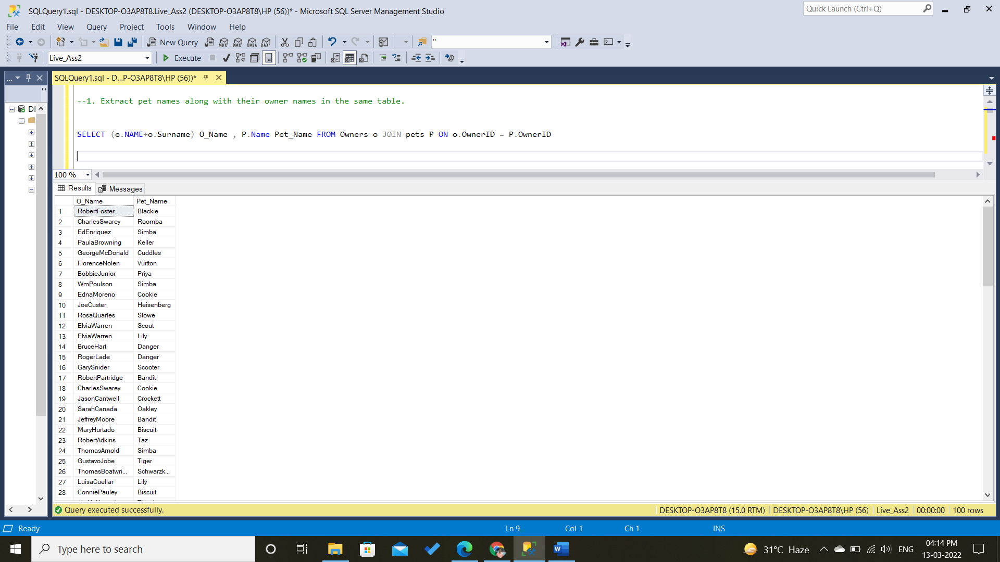 SQLQuery1.sql - DESKTOP-O3AP8T8.Live_Ass2 (DESKTOP-O3AP8T8\HP (56))* - Microsoft SQL Server Management Studio
Quick Launch (Ctrl+Q)
File Edit View Query Project Tools Window Help
New Query MDX DMX XMLA DAX "
Live_Ass2 Execute
... SQLQuery1.sql - D...P-O3AP8T8\HP (56))*
--1. Extract pet names along with their owner names in the same table.
SELECT (o.NAME+o.Surname) O_Name , P.Name Pet_Name FROM Owners o JOIN pets P ON o.OwnerID = P.OwnerID
100 %
Results Messages
O_Name Pet_Name
1 RobertFoster Blackie
2 CharlesSwarey Roomba
3 EdEnriquez Simba
4 PaulaBrowning Keller
5 GeorgeMcDonald Cuddles
6 FlorenceNolen Vuitton
7 BobbieJunior Priya
8 WmPoulson Simba
9 EdnaMoreno Cookie
10 JoeCuster Heisenberg
11 RosaQuarles Stowe
12 ElviaWarren Scout
13 ElviaWarren Lily
14 BruceHart Danger
15 RogerLade Danger
16 GarySnider Scooter
17 RobertPartridge Bandit
18 CharlesSwarey Cookie
19 JasonCantwell Crockett
20 SarahCanada Oakley
21 JeffreyMoore Bandit
22 MaryHurtado Biscuit
23 RobertAdkins Taz
24 ThomasArnold Simba
25 GustavoJobe Tiger
26 ThomasBoatwri... Schwarzk...
27 LuisaCuellar Lily
28 ConniePauley Biscuit
Query executed successfully. DESKTOP-O3AP8T8 (15.0 RTM) DESKTOP-O3AP8T8\HP (56) Live_Ass2 00:00:00 100 rows
Ready Ln 9 Col 1 Ch 1 INS
Type here to search 31°C Haze ENG 04:14 PM
13-03-2022